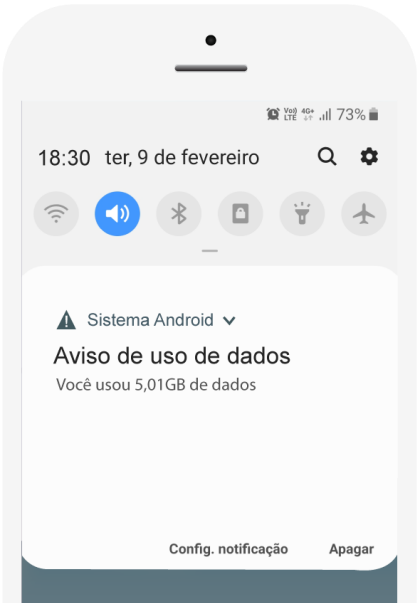 Vo)) LTE 4G+ 73%
18:30 ter, 9 de fevereiro
Sistema Android
Aviso de uso de dados
Você usou 5,01GB de dados
Config. notificação Apagar